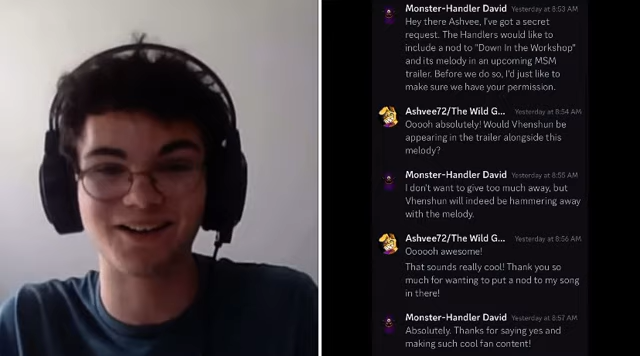 Monster-Handler David Yesterday at 8:53 AM
Hey there Ashvee, I've got a secret
request. The Handlers would like to
include a nod to "Down In the Workshop"
and its melody in an upcoming MSM
trailer. Before we do so, I'd just like to
make sure we have your permission.
Ashvee72/The Wild G... Yesterday at 8:54 AM
Ooooh absolutely! Would Vhenshun be
appearing in the trailer alongside this
melody?
Monster-Handler David Yesterday at 8:55 AM
I don't want to give too much away, but
Vhenshun will indeed be hammering away
with the melody.
Ashvee72/The Wild G... Yesterday at 8:56 AM
Oooooh awesome!
That sounds really cool! Thank you so
much for wanting to put a nod to my song
in there!
Monster-Handler David Yesterday at 8:57 AM
Absolutely. Thanks for saying yes and
making such cool fan content!